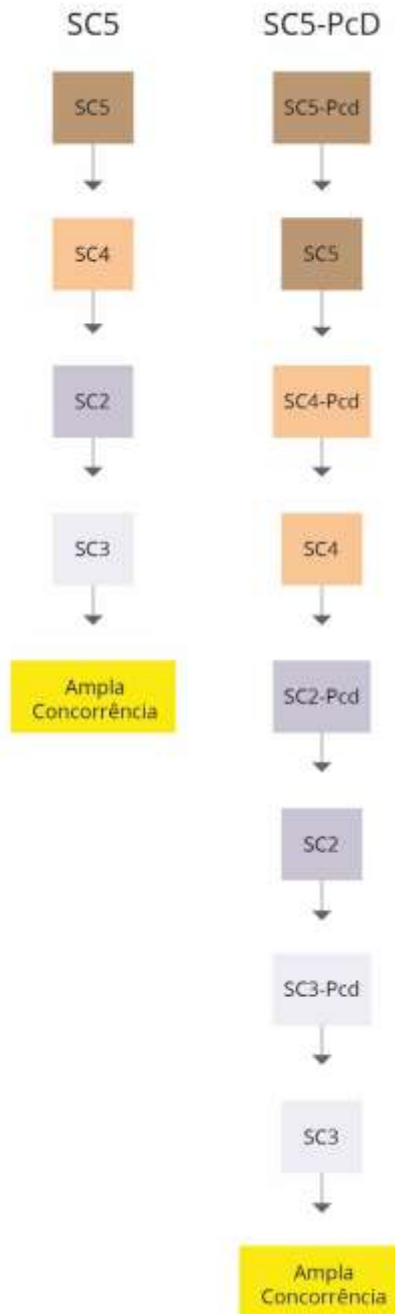 SC5
SC5
SC4
SC2
SC3
Ampla
Concorrência
SC5-PcD
SC5-Pcd
SC5
SC4-Pcd
SC4
SC2-Pcd
SC2
SC3-Pcd
SC3
Ampla
Concorrência